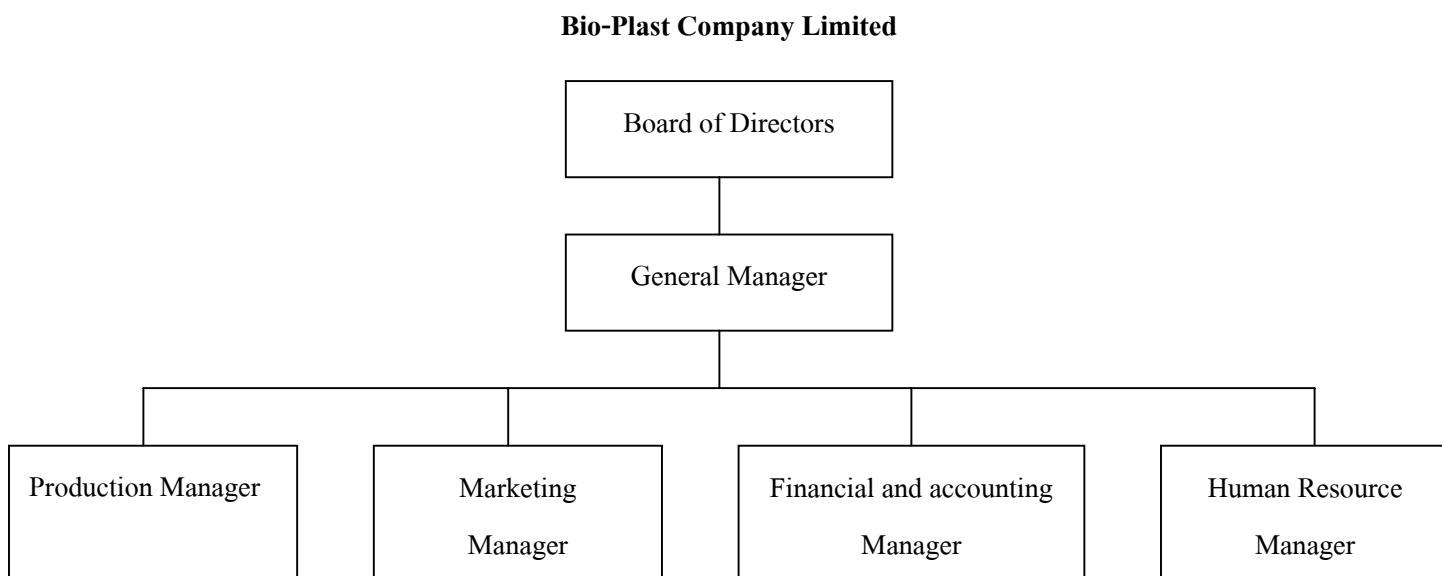 Bio-Plast Company Limited
Board of Directors
General Manager
Production Manager
Marketing
Manager
Financial and accounting
Manager
Human Resource
Manager